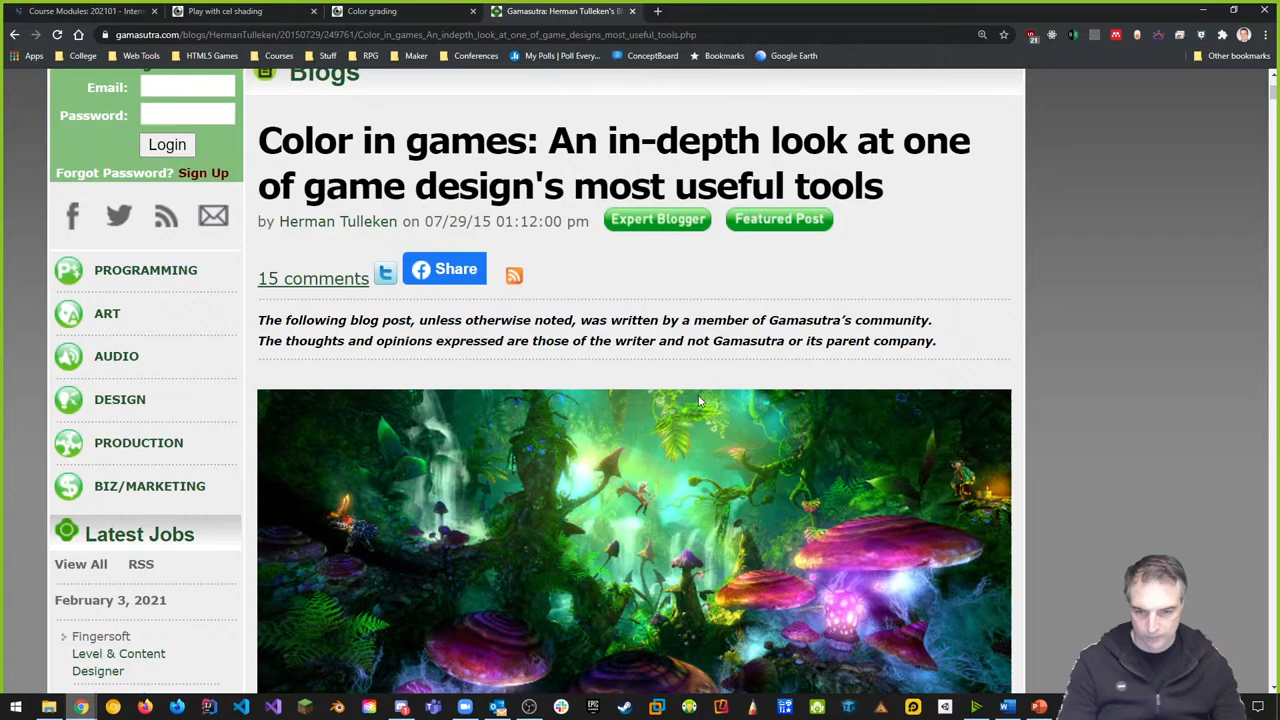 Course Modules: 202101 - Inter
Play with cel shading
Color grading
Gamasutra: Herman Tulleken's B
gamasutra.com/blogs/HermanTulleken/20150729/249761/Color_in_games_An_indepth_look_at_one_of_game_designs_most_useful_tools.php
21
Apps
College
Web Tools
HTML5 Games
Courses
Stuff
RPG
Maker
Conferences
My Polls | Poll Eve...
ConceptBoard
Bookmarks
Google Earth
Other bookmarks
Blogs
Email:
Password:
Login
Forgot Password? Sign Up
Color in games: An in-depth look at one
of game design's most useful tools
by Herman Tulleken on 07/29/15 01:12:00 pm
Expert Blogger
Featured Post
15 comments
Share
The following blog post, unless otherwise noted, was written by a member of Gamasutra's community.
The thoughts and opinions expressed are those of the writer and not Gamasutra or its parent company.
PROGRAMMING
ART
AUDIO
DESIGN
PRODUCTION
BIZ/MARKETING
Latest Jobs
View All
RSS
February 3, 2021
Fingersoft
Level & Content
Designer